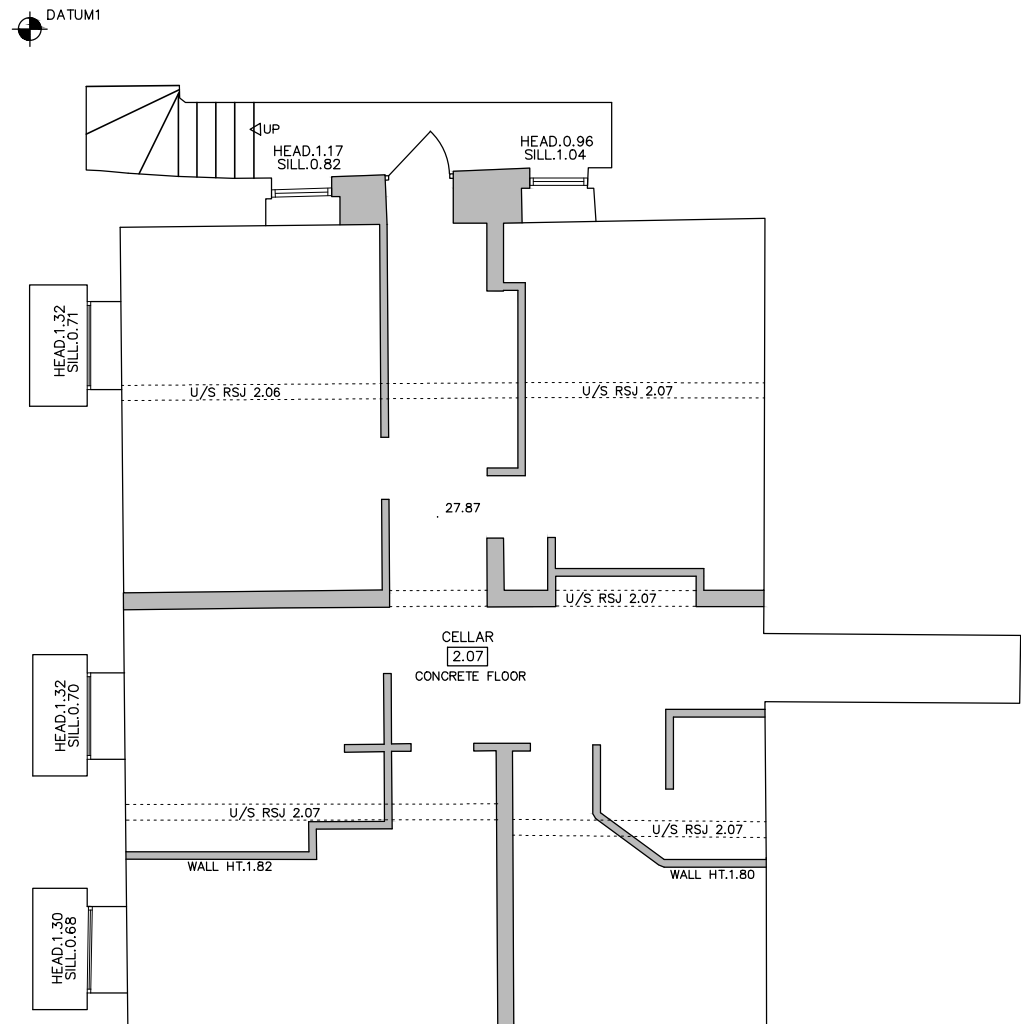 DATUM1
UP
HEAD.1.17
SILL.0.82
HEAD.0.96
SILL.1.04
HEAD.1.32
SILL.0.71
U/S RSJ 2.06
U/S RSJ 2.07
27.87
U/S RSJ 2.07
CELLAR
2.07
CONCRETE FLOOR
HEAD.1.32
SILL.0.70
U/S RSJ 2.07
U/S RSJ 2.07
WALL HT.1.82
WALL HT.1.80
HEAD.1.30
SILL.0.68